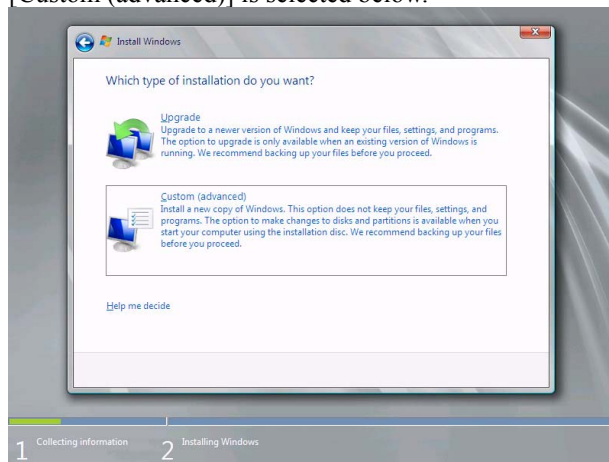 [Custom (advanced)] is selected below.
Install Windows
Which type of installation do you want?
Upgrade
Upgrade to a newer version of Windows and keep your files, settings, and programs.
The option to upgrade is only available when an existing version of Windows is
running. We recommend backing up your files before you proceed.
Custom (advanced)
Install a new copy of Windows. This option does not keep your files, settings, and
programs. The option to make changes to disks and partitions is available when you
start your computer using the installation disc. We recommend backing up your files
before you proceed.
Help me decide
1 Collecting information 2 Installing Windows